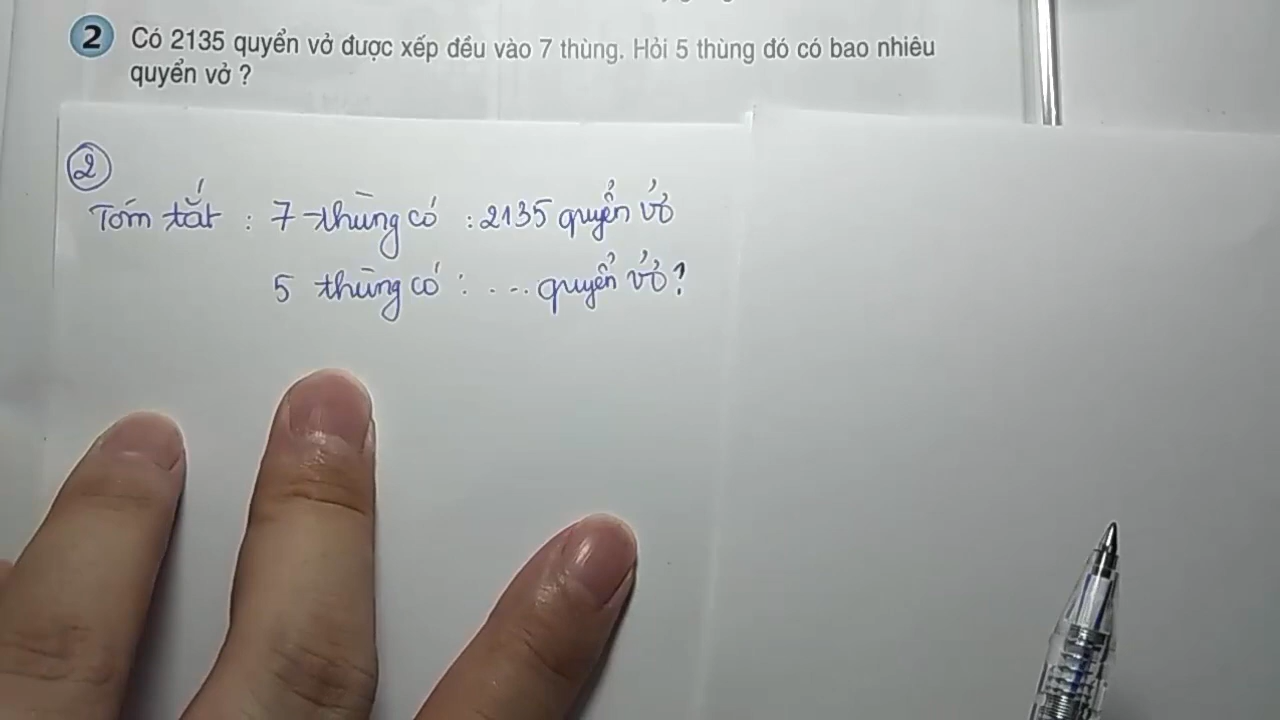 2 Có 2135 quyển vở được xếp đều vào 7 thùng. Hỏi 5 thùng đó có bao nhiêu
quyển vở ?
2
Tóm tắt : 7 thùng có : 2135 quyển vở
5 thùng có : ... quyển vở?